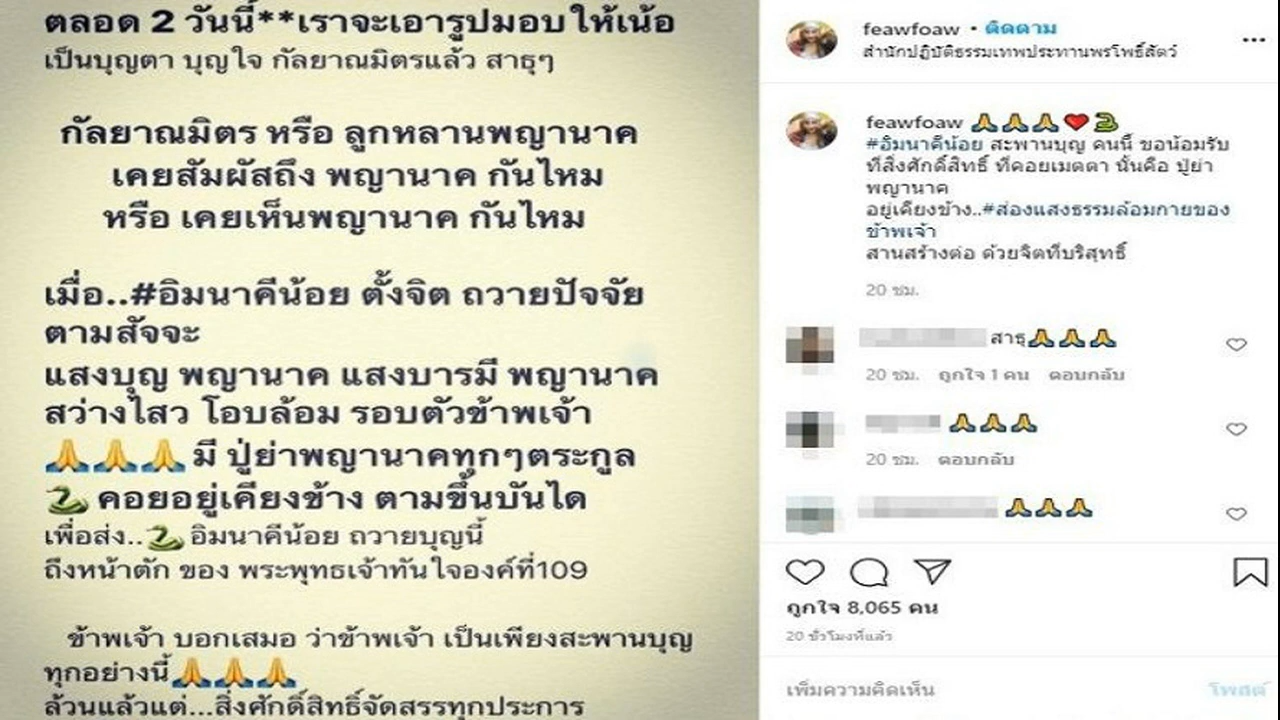 ตลอด 2 วันนี้**เราจะเอารูปมอบให้เน้อ
เป็นบุญตา บุญใจ กัลยาณมิตรแล้ว สาธุๆ
กัลยาณมิตร หรือ ลูกหลานพญานาค
เคยสัมผัสถึง พญานาค กันไหม
หรือ เคยเห็นพญานาค กันไหม
เมื่อ..#อิมนาคีน้อย ตั้งจิต ถวายปัจจัย
ตามสัจจะ
แสงบุญ พญานาค แสงบารมี พญานาค
สว่างไสว โอบล้อม รอบตัวข้าพเจ้า
🙏🙏🙏 มี ปู่ย่าพญานาคทุกๆตระกูล
🐍 คอยอยู่เคียงข้าง ตามขึ้นบันได
เพื่อส่ง..🐍 อิมนาคีน้อย ถวายบุญนี้
ถึงหน้าตัก ของ พระพุทธเจ้าทันใจองค์ที่109
ข้าพเจ้า บอกเสมอ ว่าข้าพเจ้า เป็นเพียงสะพานบุญ
ทุกอย่างนี้🙏🙏🙏
ล้วนแล้วแต่...สิ่งศักดิ์สิทธิ์จัดสรรทุกประการ
feawfoaw • ติดตาม
สำนักปฏิบัติธรรมเทพประทานพรโพธิ์สัตว์
feawfoaw 🙏🙏🙏❤️🐍
#อิมนาคีน้อย สะพานบุญ คนนี้ ขอน้อมรับ
ที่สิ่งศักดิ์สิทธิ์ ที่คอยเมตตา นั่นคือ ปู่ย่า
พญานาค
อยู่เคียงข้าง..#ส่องแสงธรรมล้อมกายของ
ข้าพเจ้า
สานสร้างต่อ ด้วยจิตที่บริสุทธิ์
20 ชม.
สาธุ🙏🙏🙏
20 ชม. ถูกใจ 1 คน ตอบกลับ
🙏🙏🙏
20 ชม. ตอบกลับ
🙏🙏🙏
ถูกใจ 8,065 คน
20 ชั่วโมงที่แล้ว
เพิ่มความคิดเห็น โพสต์